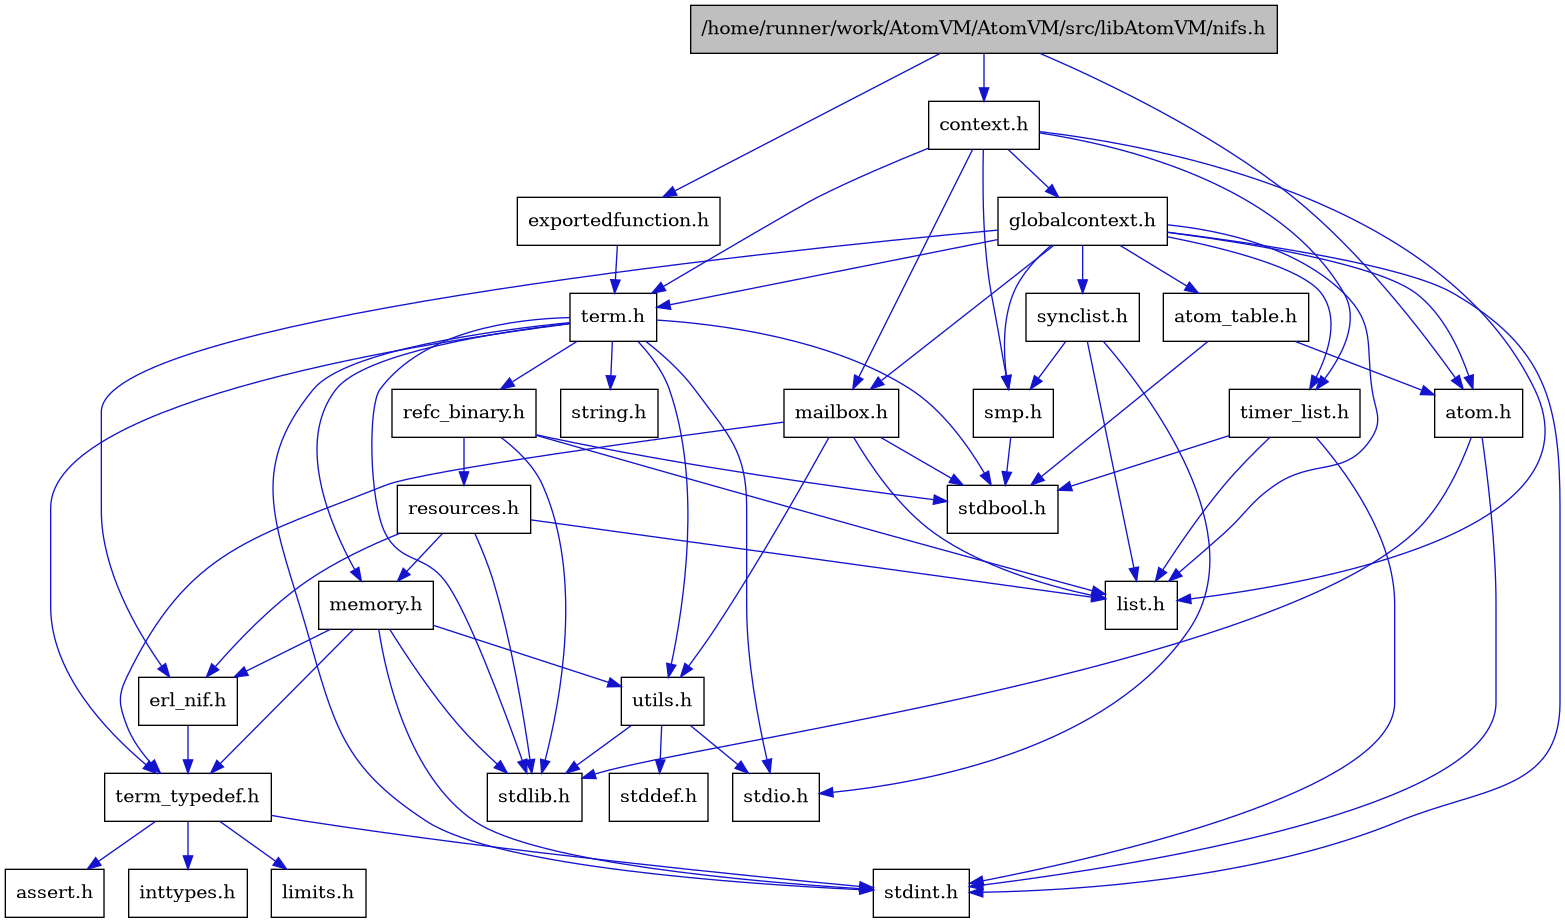 /home/runner/work/AtomVM/AtomVM/src/libAtomVM/nifs.h
context.h
exportedfunction.h
globalcontext.h
term.h
synclist.h
atom_table.h
refc_binary.h
string.h
mailbox.h
smp.h
timer_list.h
atom.h
resources.h
stdbool.h
memory.h
list.h
erl_nif.h
utils.h
term_typedef.h
stdlib.h
stddef.h
stdio.h
assert.h
inttypes.h
limits.h
stdint.h